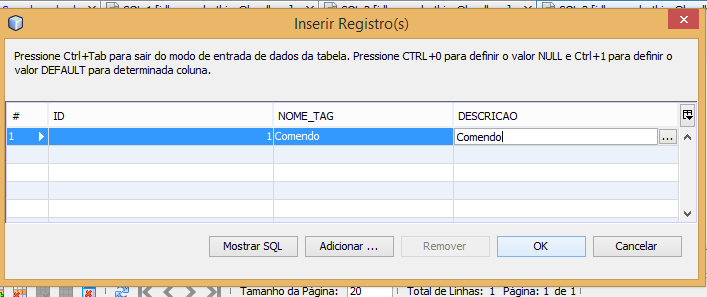 Inserir Registro(s)
Pressione Ctrl+Tab para sair do modo de entrada de dados da tabela. Pressione CTRL+0 para definir o valor NULL e Ctrl+1 para definir o
valor DEFAULT para determinada coluna.
# ID NOME_TAG DESCRICAO
1 1 Comendo Comendo ...
Mostrar SQL Adicionar ... Remover OK Cancelar
Tamanho da Página: 20 Total de Linhas: 1 Página: 1 de 1